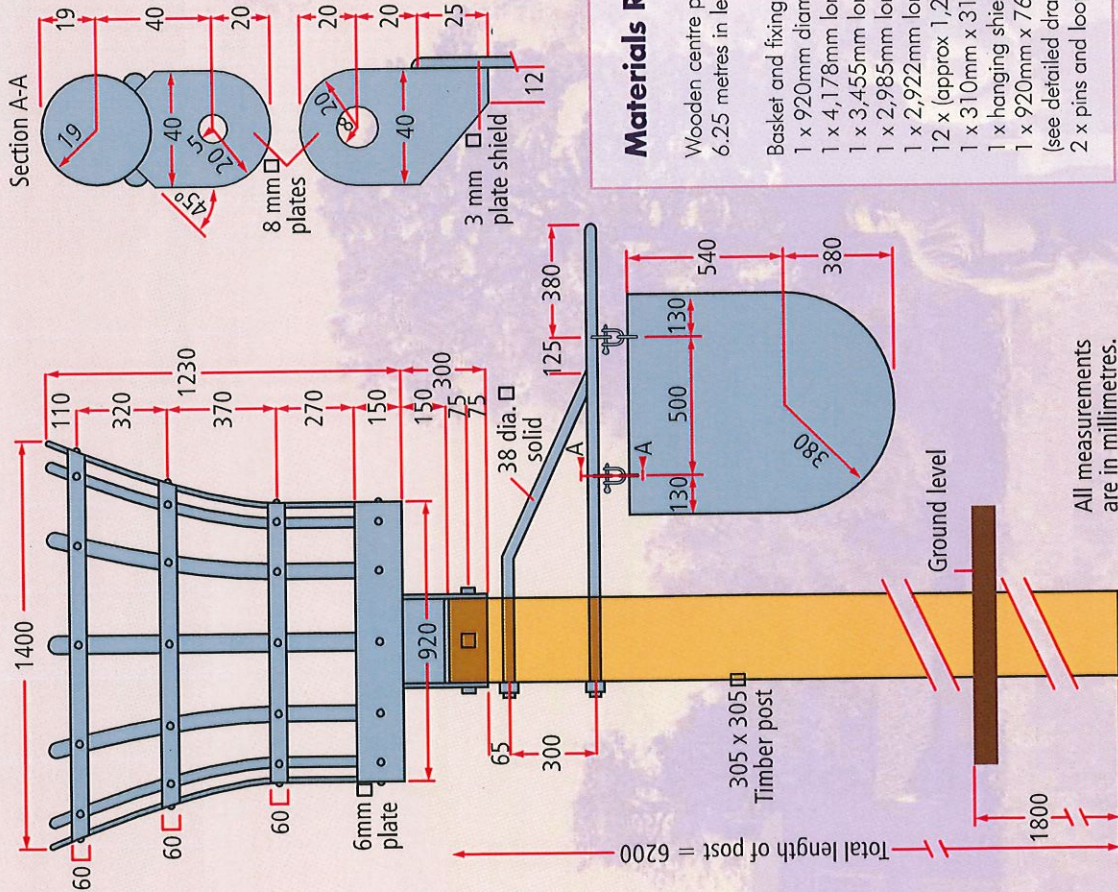 Section A-A
19
40
20
19
40
20.5
45°
8 mm
plates
20
20
25
20
8
40
12
3 mm
plate shield
1400
110
320
370
270
150
1230
60
60
60
6mm
plate
920
150
300
75
75
38 dia.
solid
125
380
65
300
A
A
130
500
130
540
380
380
305 x 305
Timber post
Total length of post = 6200
Ground level
1800
All measurements
are in millimetres.
Materials R
Wooden centre p
6.25 metres in le
Basket and fixing
1 x 920mm diam
1 x 4,178mm lon
1 x 3,455mm lon
1 x 2,985mm lon
1 x 2,922mm lon
12 x (approx 1,2
1 x 310mm x 31
1 x hanging shie
1 x 920mm x 76
(see detailed dra
2 x pins and loo